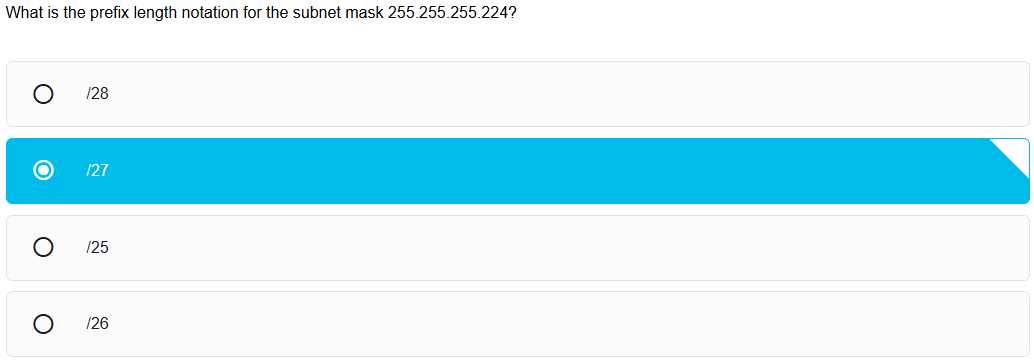 What is the prefix length notation for the subnet mask 255.255.255.224?
/28
/27
/25
/26